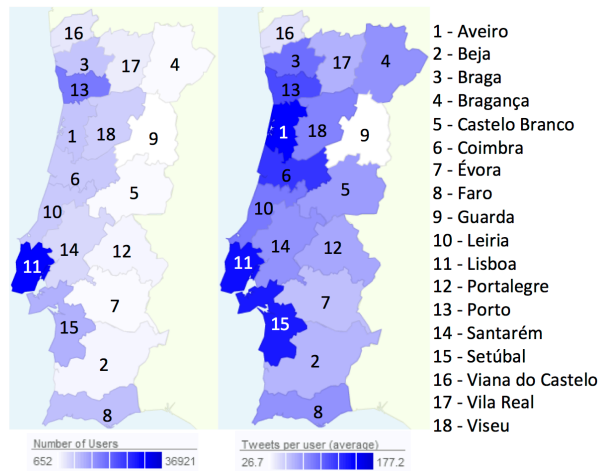 16
3
17
4
13
1
18
9
6
5
10
14
12
11
7
15
2
8
Number of Users
652 36921
16
3
17
4
13
1
18
9
6
5
10
14
12
11
7
15
2
8
Tweets per user (average)
26.7 177.2
1 - Aveiro
2 - Beja
3 - Braga
4 - Bragança
5 - Castelo Branco
6 - Coimbra
7 - Évora
8 - Faro
9 - Guarda
10 - Leiria
11 - Lisboa
12 - Portalegre
13 - Porto
14 - Santarém
15 - Setúbal
16 - Viana do Castelo
17 - Vila Real
18 - Viseu